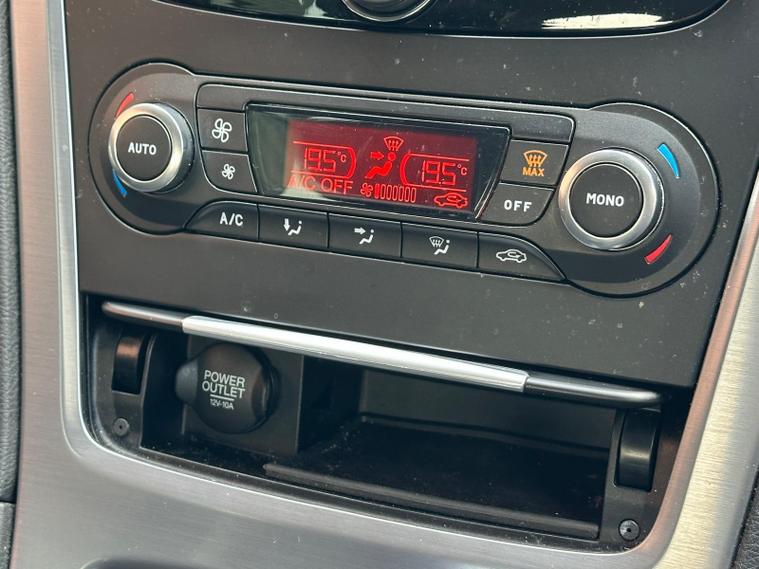 AUTO
19.5°C
19.5°C
A/C OFF
MAX
OFF
MONO
A/C
POWER
OUTLET
12V-10A